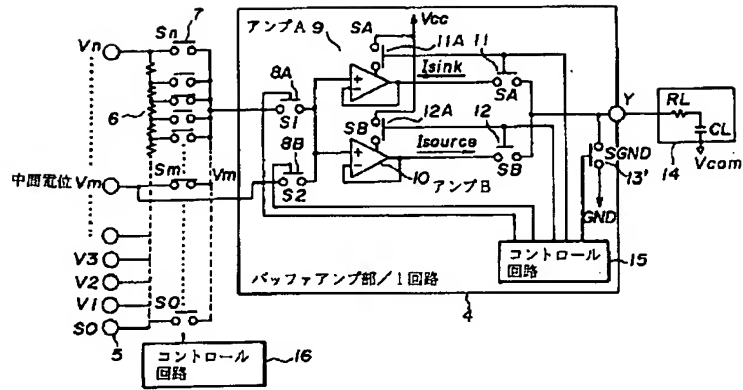 7
Vn
Sn
6
Sm
中間電位 Vm
Vm
V3
V2
V1
S0
S0
5
コントロール
回路
16
アンプA 9
SA
Vcc
11A
11
8A
S1
Isink
SA
12A
12
SB
8B
S2
Isource
SB
10
アンプB
Y
RL
CL
14
Vcom
SGND
13'
GND
コントロール
回路
15
バッファアンプ部/1回路
4